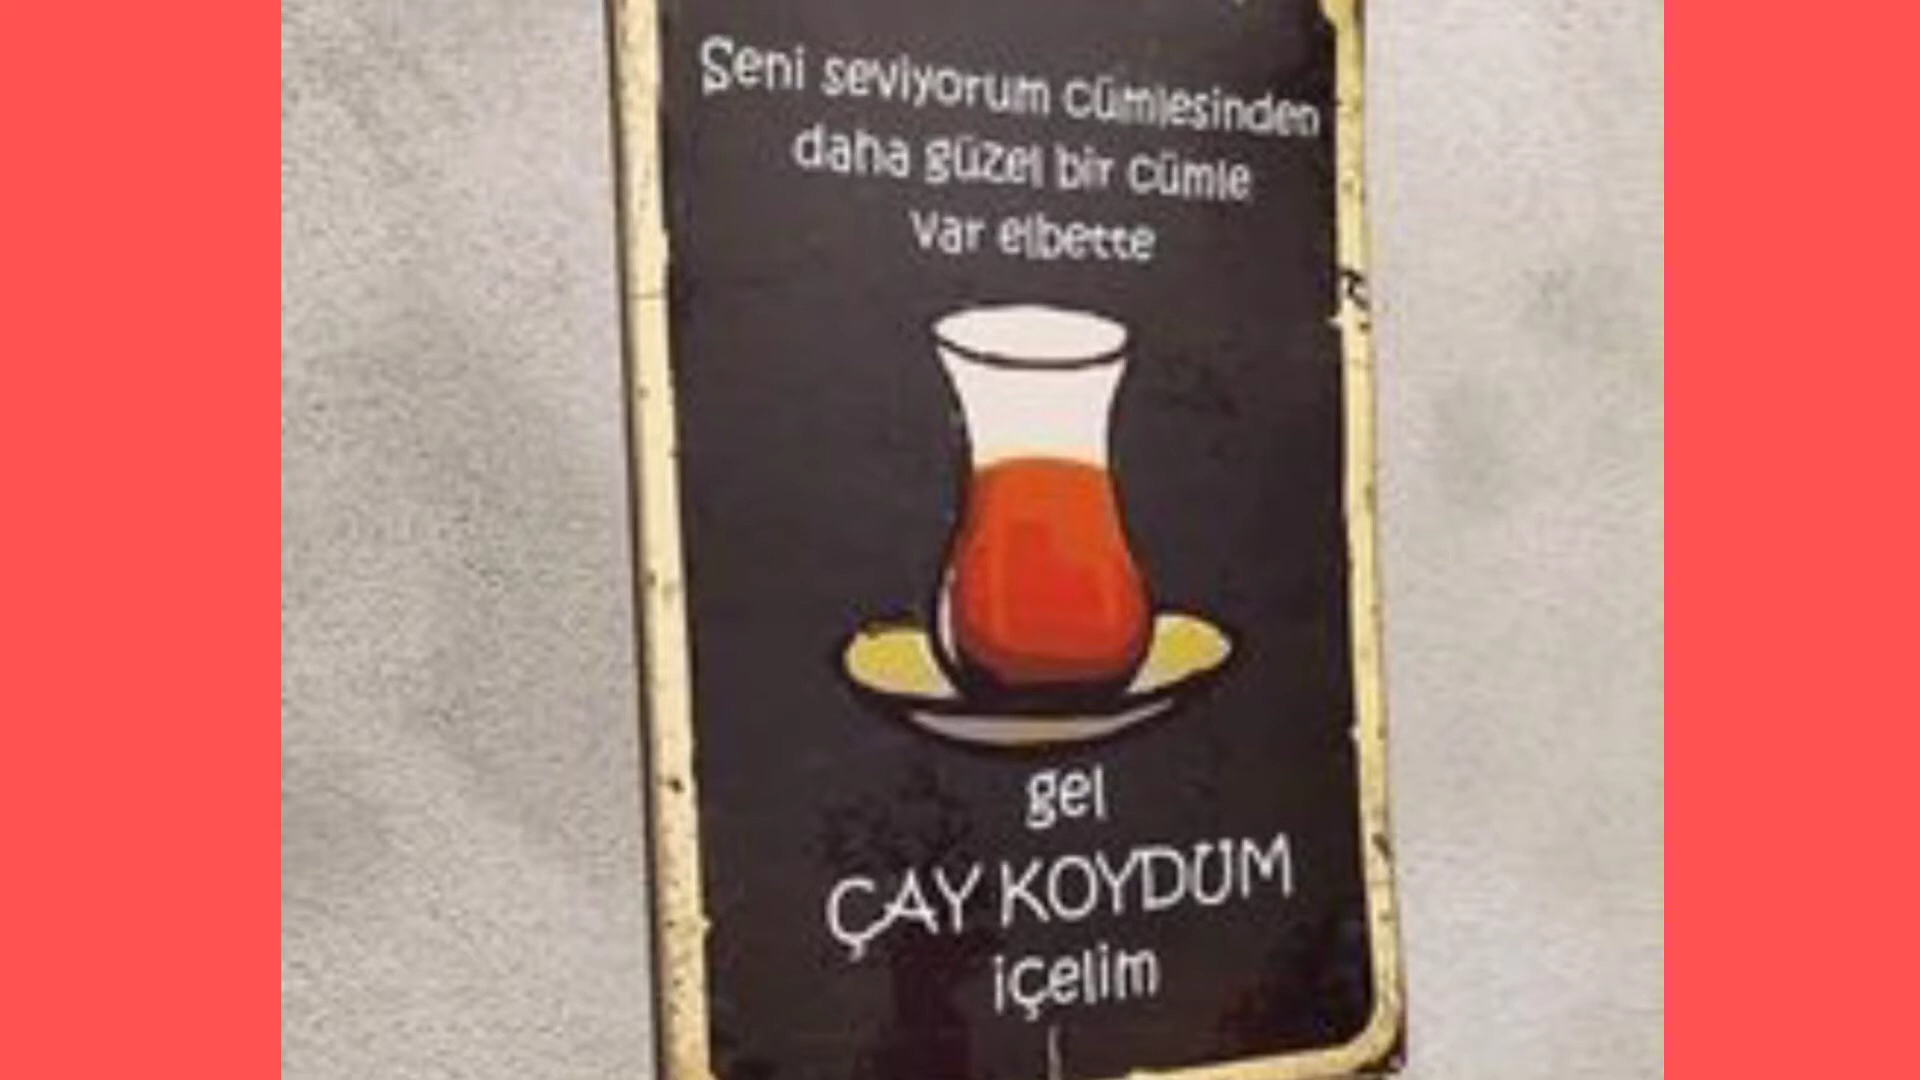 Seni seviyorum cümlesinden
daha güzel bir cümle
Var elbette
gel
ÇAY KOYDUM
içelim